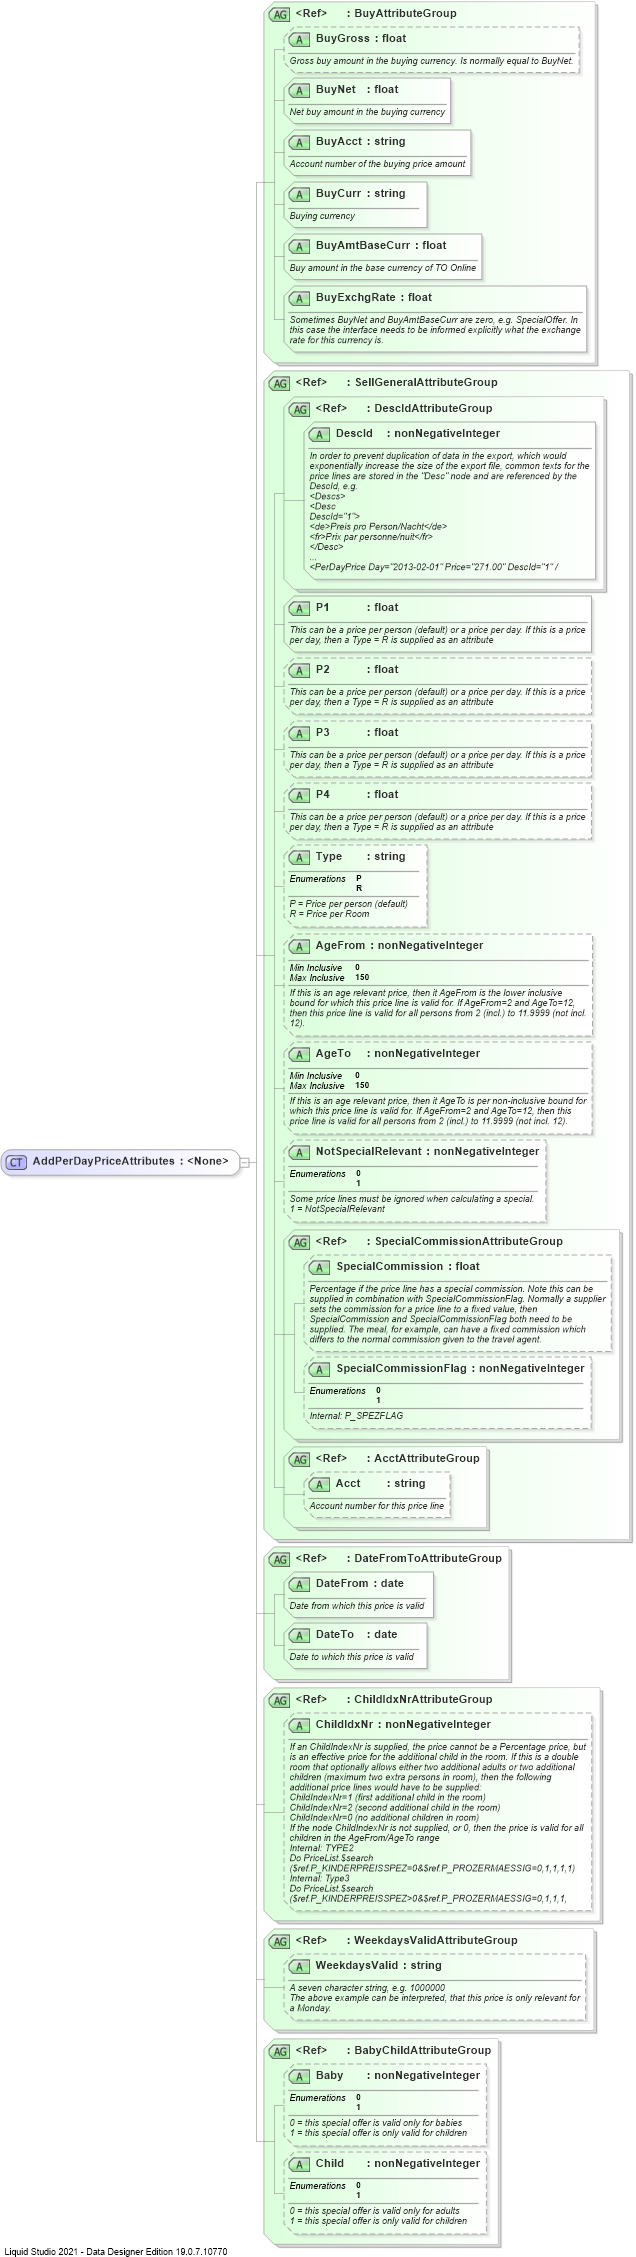 AG <Ref> : BuyAttributeGroup
A BuyGross : float
Gross buy amount in the buying currency. Is normally equal to BuyNet.
A BuyNet : float
Net buy amount in the buying currency
A BuyAcct : string
Account number of the buying price amount
A BuyCurr : string
Buying currency
A BuyAmtBaseCurr : float
Buy amount in the base currency of TO Online
A BuyExchgRate : float
Sometimes BuyNet and BuyAmtBaseCurr are zero, e.g. SpecialOffer. In
this case the interface needs to be informed explicitly what the exchange
rate for this currency is.
AG <Ref> : SellGeneralAttributeGroup
AG <Ref> : DescIdAttributeGroup
A DescId : nonNegativeInteger
In order to prevent duplication of data in the export, which would
exponentially increase the size of the export file, common texts for the
price lines are stored in the "Desc" node and are referenced by the
DescId, e.g.
<Descs>
<Desc
DescId="1">
<de>Preis pro Person/Nacht</de>
<fr>Prix par personne/nuit</fr>
</Desc>
...
<PerDayPrice Day="2013-02-01" Price="271.00" DescId="1" /
A P1 : float
This can be a price per person (default) or a price per day. If this is a price
per day, then a Type = R is supplied as an attribute
A P2 : float
This can be a price per person (default) or a price per day. If this is a price
per day, then a Type = R is supplied as an attribute
A P3 : float
This can be a price per person (default) or a price per day. If this is a price
per day, then a Type = R is supplied as an attribute
A P4 : float
This can be a price per person (default) or a price per day. If this is a price
per day, then a Type = R is supplied as an attribute
A Type : string
Enumerations P
R
P = Price per person (default)
R = Price per Room
A AgeFrom : nonNegativeInteger
Min Inclusive 0
Max Inclusive 150
If this is an age relevant price, then it AgeFrom is the lower inclusive
bound for which this price line is valid for. If AgeFrom=2 and AgeTo=12,
then this price line is valid for all persons from 2 (incl.) to 11.9999 (not incl.
12).
A AgeTo : nonNegativeInteger
Min Inclusive 0
Max Inclusive 150
If this is an age relevant price, then it AgeTo is per non-inclusive bound for
which this price line is valid for. If AgeFrom=2 and AgeTo=12, then this
price line is valid for all persons from 2 (incl.) to 11.9999 (not incl. 12).
CT AddPerDayPriceAttributes : <None>
A NotSpecialRelevant : nonNegativeInteger
Enumerations 0
1
Some price lines must be ignored when calculating a special.
1 = NotSpecialRelevant
AG <Ref> : SpecialCommissionAttributeGroup
A SpecialCommission : float
Percentage if the price line has a special commission. Note this can be
supplied in combination with SpecialCommissionFlag. Normally a supplier
sets the commission for a price line to a fixed value, then
SpecialCommission and SpecialCommissionFlag both need to be
supplied. The meal, for example, can have a fixed commission which
differs to the normal commission given to the travel agent.
A SpecialCommissionFlag : nonNegativeInteger
Enumerations 0
1
Internal: P_SPEZFLAG
AG <Ref> : AcctAttributeGroup
A Acct : string
Account number for this price line
AG <Ref> : DateFromToAttributeGroup
A DateFrom : date
Date from which this price is valid
A DateTo : date
Date to which this price is valid
AG <Ref> : ChildIdxNrAttributeGroup
A ChildIdxNr : nonNegativeInteger
If an ChildIndexNr is supplied, the price cannot be a Percentage price, but
is an effective price for the additional child in the room. If this is a double
room that optionally allows either two additional adults or two additional
children (maximum two extra persons in room), then the following
additional price lines would have to be supplied:
ChildIndexNr=1 (first additional child in the room)
ChildIndexNr=2 (second additional child in the room)
ChildIndexNr=0 (no additional children in room)
If the node ChildIndexNr is not supplied, or 0, then the price is valid for all
children in the AgeFrom/AgeTo range
Internal: TYPE2
Do PriceList.$search
($ref.P_KINDERPREISSPEZ=0&$ref.P_PROZERMAESSIG=0,1,1,1,1)
Internal: Type3
Do PriceList.$search
($ref.P_KINDERPREISSPEZ>0&$ref.P_PROZERMAESSIG=0,1,1,1,
AG <Ref> : WeekdaysValidAttributeGroup
A WeekdaysValid : string
A seven character string, e.g. 1000000
The above example can be interpreted, that this price is only relevant for
a Monday.
AG <Ref> : BabyChildAttributeGroup
A Baby : nonNegativeInteger
Enumerations 0
1
0 = this special offer is valid only for babies
1 = this special offer is only valid for children
A Child : nonNegativeInteger
Enumerations 0
1
0 = this special offer is valid only for adults
1 = this special offer is only valid for children
Liquid Studio 2021 - Data Designer Edition 19.0.7.10770